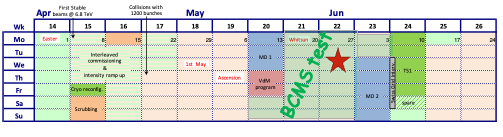 First Stable
beams @ 6.8 TeV
Collisions with
1200 bunches
Apr May Jun
Wk 14 15 16 17 18 19 20 21 22 23 24 25 26
Mo Easter 1 8 15 22 29 6 13 Whitsun 20 27 3 10 17 24
Tu
We
Th
Fr
Sa
Su
Interleaved
commissioning
&
intensity ramp up
1st May
Ascension
Cryo reconfig.
Scrubbing
MD 1
VdM
program
BCMS test
MD 2
TS1
spare